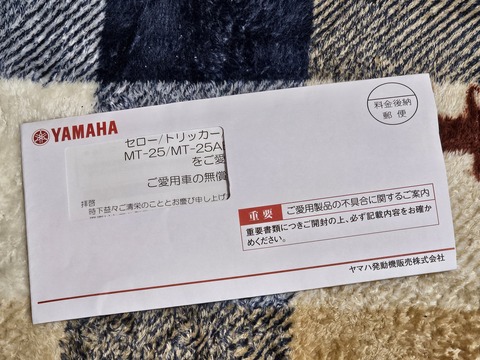 YAMAHA
セロー/トリッカー
MT-25/MT-25A
をご愛
ご愛用車の無償
拝啓
時下益々ご清栄のこととお慶び申し上げ
料金後納
郵便
重要 ご愛用製品の不具合に関するご案内
重要書類につきご開封の上、必ず記載内容をお確か
めください。
ヤマハ発動機販売株式会社